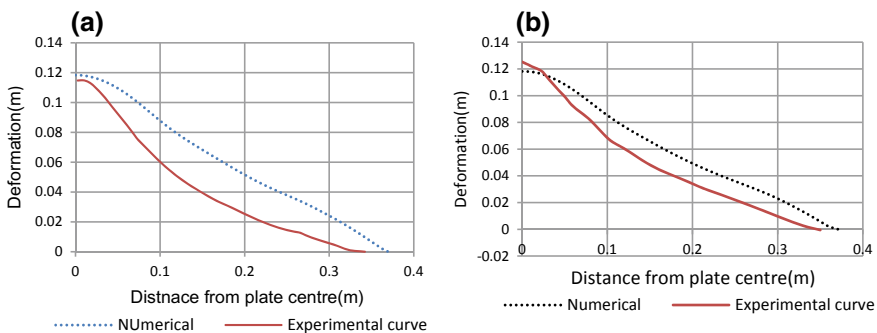 (a)
0.14
0.12
0.1
0.08
0.06
0.04
0.02
0
Deformation(m)
0 0.1 0.2 0.3 0.4
Distnace from plate centre(m)
NUmerical Experimental curve
(b)
0.14
0.12
0.1
0.08
0.06
0.04
0.02
0
-0.02
Deformation(m)
0 0.1 0.2 0.3 0.4
Distance from plate centre(m)
Numerical Experimental curve